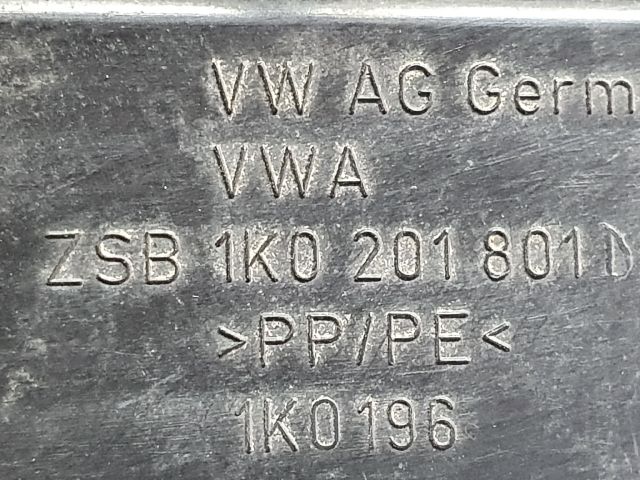 VW AG Germ
VWA
ZSB 1K0 201 801 D
>PP/PE<
1K0196